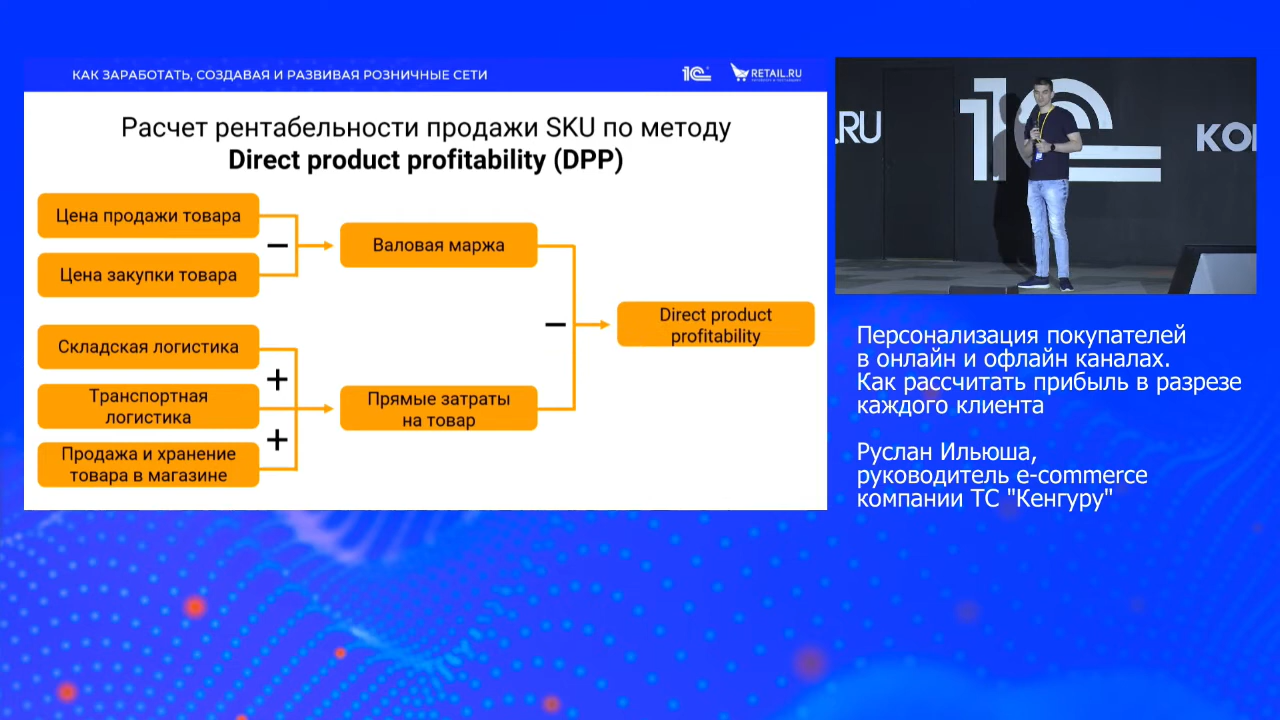 КАК ЗАРАБОТАТЬ, СОЗДАВАЯ И РАЗВИВАЯ РОЗНИЧНЫЕ СЕТИ
1С
RETAIL.RU
Расчет рентабельности продажи SKU по методу
Direct product profitability (DPP)
Цена продажи товара
−
Цена закупки товара
Валовая маржа
−
Direct product
profitability
Складская логистика
+
Транспортная
логистика
+
Продажа и хранение
товара в магазине
Прямые затраты
на товар
.RU
1С
КО
Персонализация покупателей
в онлайн и офлайн каналах.
Как рассчитать прибыль в разрезе
каждого клиента
Руслан Ильюша,
руководитель e-commerce
компании ТС "Кенгуру"